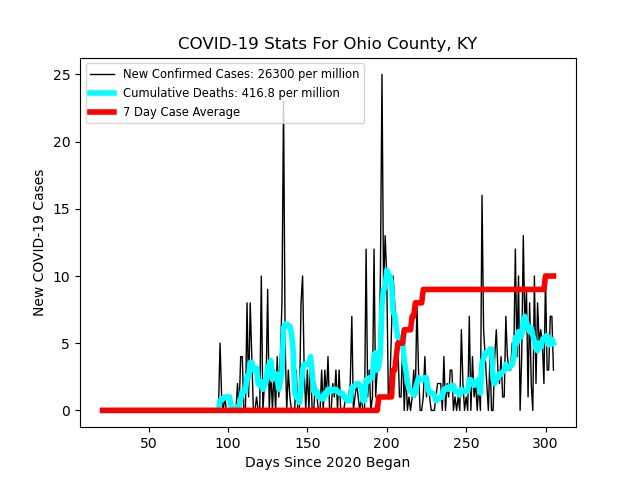 COVID-19 Stats For Ohio County, KY
New Confirmed Cases: 26300 per million
Cumulative Deaths: 416.8 per million
7 Day Case Average
New COVID-19 Cases
25
20
15
10
5
0
50 100 150 200 250 300
Days Since 2020 Began